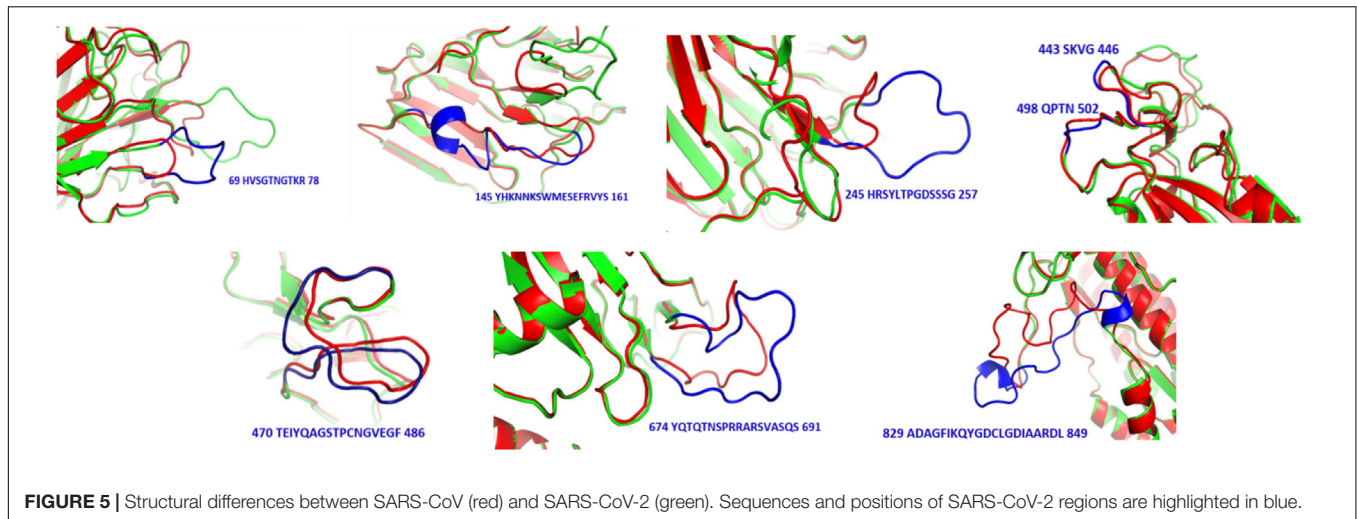 443 SKVG 446
498 QPTN 502
69 HVSGTNGTKR 78
145 YHKNNKSWMESEFRVYS 161
245 HRSYLTPGDSSSG 257
470 TEIYQAGSTPCNGVEGF 486
674 YQTQTNSPRRARSVASQS 691
829 ADAGFIKQYGDCLGDIAARDL 849
FIGURE 5 | Structural differences between SARS-CoV (red) and SARS-CoV-2 (green). Sequences and positions of SARS-CoV-2 regions are highlighted in blue.